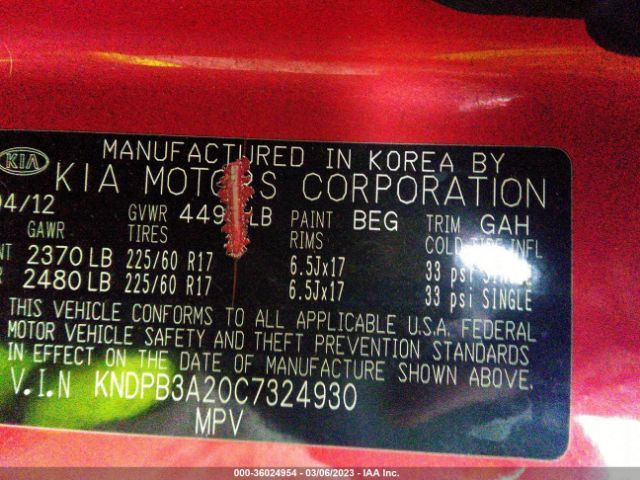 KIA
MANUFACTURED IN KOREA BY
KIA MOTORS CORPORATION
04/12 GVWR LB PAINT BEG TRIM GAH
GAWR TIRES RIMS COLD TIRE INFL
NT 2370 LB 225/60 R17 6.5Jx17 33 psi SINGLE
R 2480 LB 225/60 R17 6.5Jx17 33 psi SINGLE
THIS VEHICLE CONFORMS TO ALL APPLICABLE U.S.A. FEDERAL
MOTOR VEHICLE SAFETY AND THEFT PREVENTION STANDARDS
IN EFFECT ON THE DATE OF MANUFACTURE SHOWN ABOVE.
V.I.N KNDPB3A20C7324930
MPV
000-36024954 - 03/06/2023 - IAA Inc.